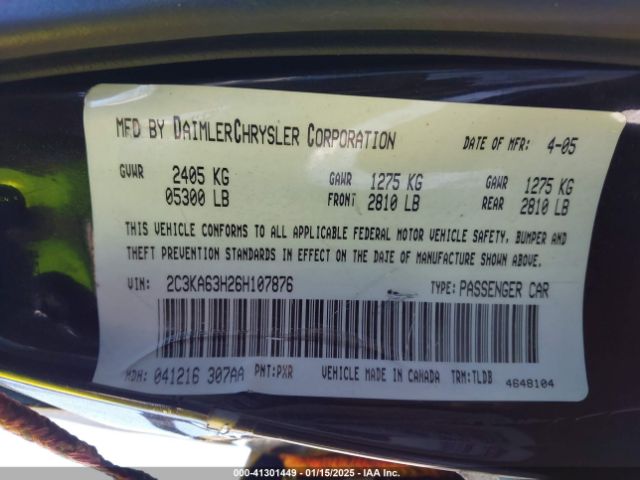 MFD BY DAIMLERCHRYSLER CORPORATION DATE OF MFR: 4-05
GVWR 2405 KG GAWR 1275 KG GAWR 1275 KG
05300 LB FRONT 2810 LB REAR 2810 LB
THIS VEHICLE CONFORMS TO ALL APPLICABLE FEDERAL MOTOR VEHICLE SAFETY, BUMPER AND
THEFT PREVENTION STANDARDS IN EFFECT ON THE DATE OF MANUFACTURE SHOWN ABOVE.
VIN: 2C3KA63H26H107876 TYPE: PASSENGER CAR
MDH: 041216 307AA PNT:PXR VEHICLE MADE IN CANADA TRM:TLDB
4648104
000-41301449 - 01/15/2025 - IAA Inc.